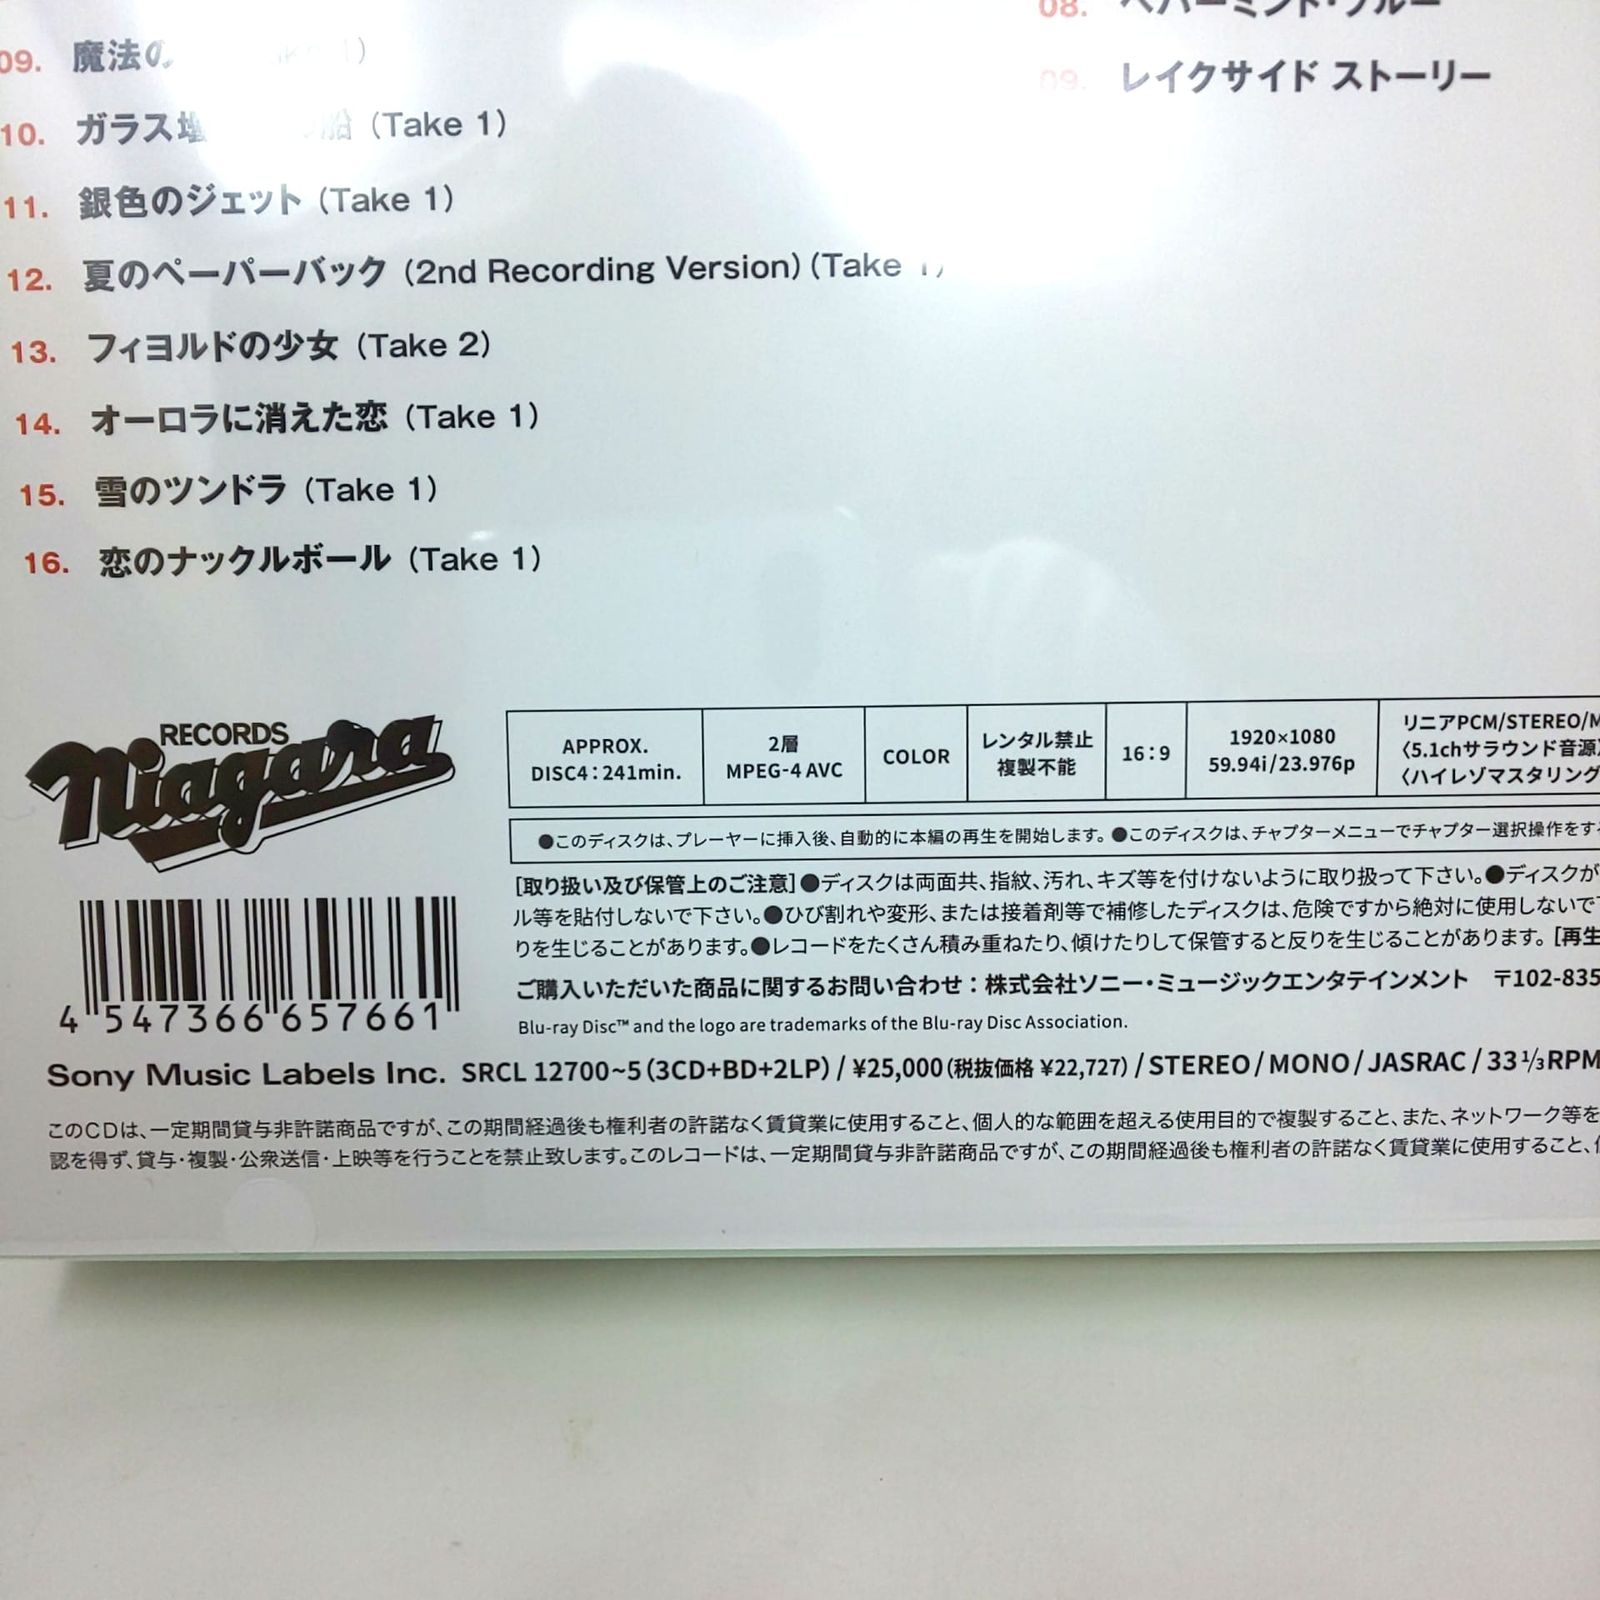 09. 魔法の
10. ガラス 船 (Take 1)
11. 銀色のジェット (Take 1)
12. 夏のペーパーバック (2nd Recording Version) (Take 1)
13. フィヨルドの少女 (Take 2)
14. オーロラに消えた恋 (Take 1)
15. 雪のツンドラ (Take 1)
16. 恋のナックルボール (Take 1)
08. ペパーミント・ブルー
09. レイクサイド ストーリー
RECORDS
Niagara
APPROX.
DISC4：241min.
2層
MPEG-4 AVC
COLOR
レンタル禁止
複製不能
16：9
1920×1080
59.94i/23.976p
リニアPCM/STEREO/M
〈5.1chサラウンド音源〉
〈ハイレゾマスタリング
●このディスクは、プレーヤーに挿入後、自動的に本編の再生を開始します。●このディスクは、チャプターメニューでチャプター選択操作をする
[取り扱い及び保管上のご注意]●ディスクは両面共、指紋、汚れ、キズ等を付けないように取り扱って下さい。●ディスクが
ル等を貼付しないで下さい。●ひび割れや変形、または接着剤等で補修したディスクは、危険ですから絶対に使用しないで下
りを生じることがあります。●レコードをたくさん積み重ねたり、傾けたりして保管すると反りを生じることがあります。[再生
ご購入いただいた商品に関するお問い合わせ：株式会社ソニー・ミュージックエンタテインメント 〒102-835
Blu-ray Disc™ and the logo are trademarks of the Blu-ray Disc Association.
4 547366 657661
Sony Music Labels Inc. SRCL 12700~5 (3CD+BD+2LP) / ¥25,000 (税抜価格 ¥22,727) / STEREO / MONO / JASRAC / 33 1/3 RPM
このCDは、一定期間貸与非許諾商品ですが、この期間経過後も権利者の許諾なく賃貸業に使用すること、個人的な範囲を超える使用目的で複製すること、また、ネットワーク等を
認を得ず、貸与・複製・公衆送信・上映等を行うことを禁止致します。このレコードは、一定期間貸与非許諾商品ですが、この期間経過後も権利者の許諾なく賃貸業に使用すること、